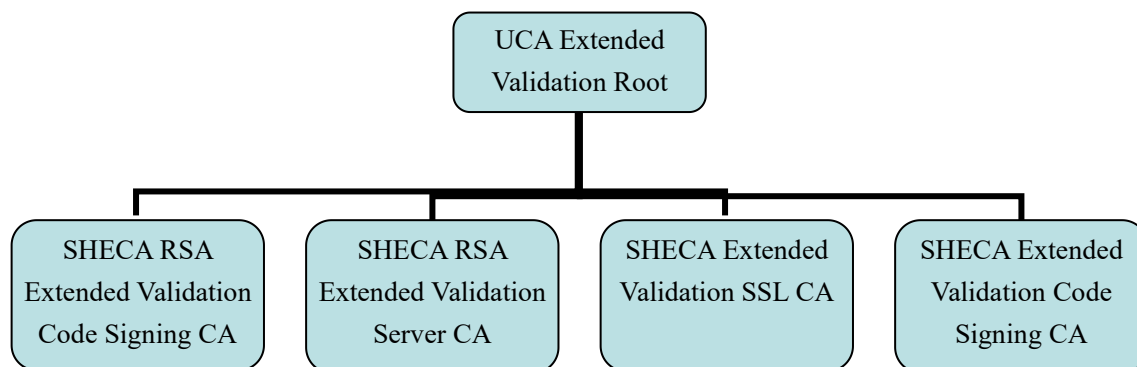 UCA Extended
Validation Root
SHECA RSA
Extended Validation
Code Signing CA
SHECA RSA
Extended Validation
Server CA
SHECA Extended
Validation SSL CA
SHECA Extended
Validation Code
Signing CA